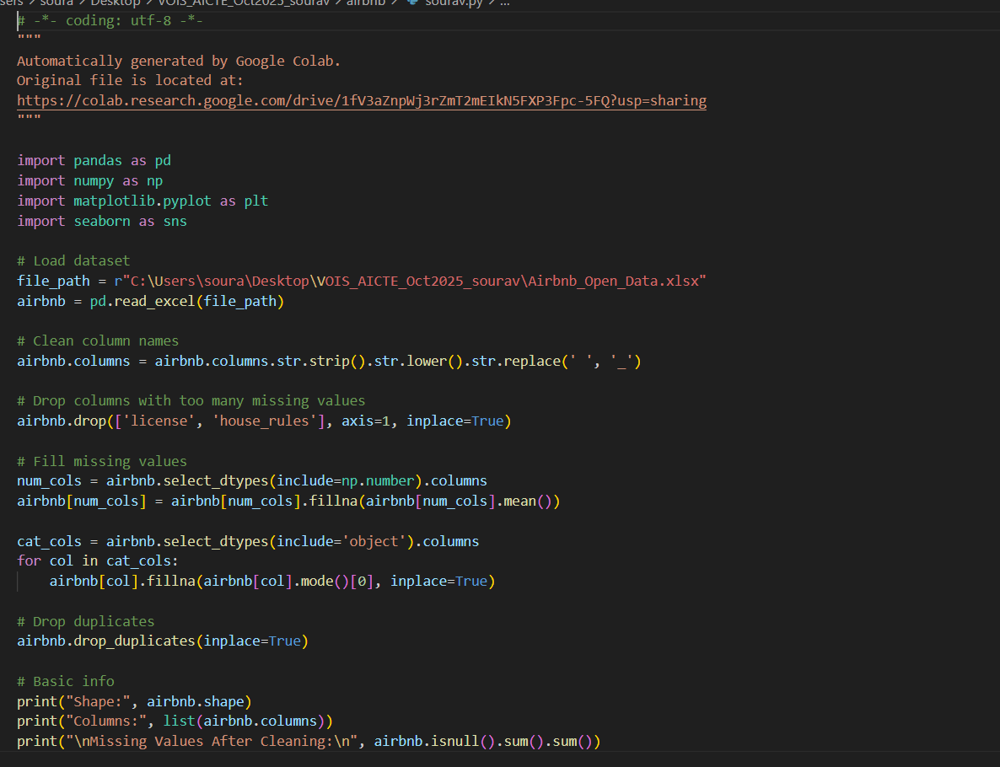 sers > soura > Desktop > VOIS_AICTE_Oct2025_sourav > airbnb > sourav.py > ...
# -*- coding: utf-8 -*-
"""
Automatically generated by Google Colab.
Original file is located at:
https://colab.research.google.com/drive/1fV3aZnpWj3rZmT2mEIkN5FXP3Fpc-5FQ?usp=sharing
"""
import pandas as pd
import numpy as np
import matplotlib.pyplot as plt
import seaborn as sns
# Load dataset
file_path = r"C:\Users\soura\Desktop\VOIS_AICTE_Oct2025_sourav\Airbnb_Open_Data.xlsx"
airbnb = pd.read_excel(file_path)
# Clean column names
airbnb.columns = airbnb.columns.str.strip().str.lower().str.replace(' ', '_')
# Drop columns with too many missing values
airbnb.drop(['license', 'house_rules'], axis=1, inplace=True)
# Fill missing values
num_cols = airbnb.select_dtypes(include=np.number).columns
airbnb[num_cols] = airbnb[num_cols].fillna(airbnb[num_cols].mean())
cat_cols = airbnb.select_dtypes(include='object').columns
for col in cat_cols:
    airbnb[col].fillna(airbnb[col].mode()[0], inplace=True)
# Drop duplicates
airbnb.drop_duplicates(inplace=True)
# Basic info
print("Shape:", airbnb.shape)
print("Columns:", list(airbnb.columns))
print("\nMissing Values After Cleaning:\n", airbnb.isnull().sum().sum())